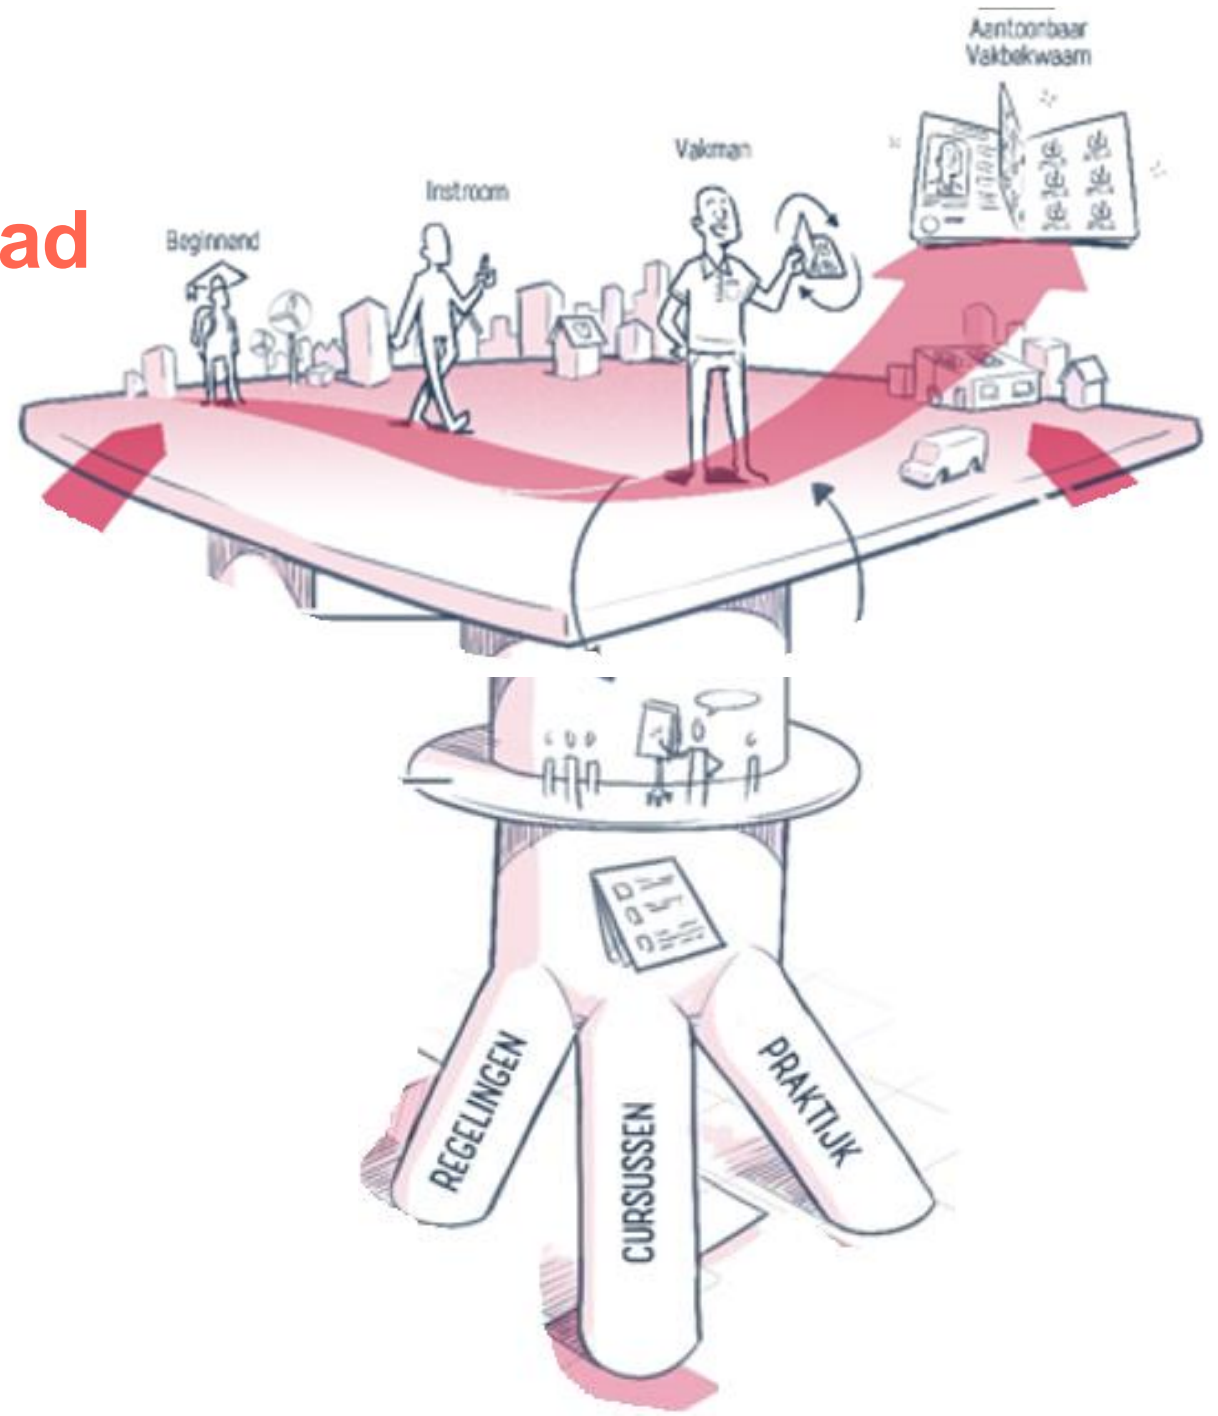 Aantoonbaar
Vakbekwaam
Vakman
Instroom
Beginnend
ad
REGELINGEN
CURSUSSEN
PRAKTIJK